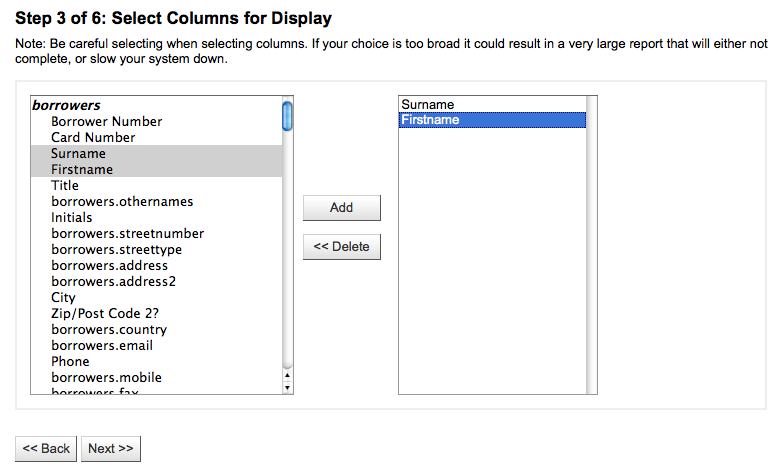 Step 3 of 6: Select Columns for Display
Note: Be careful selecting when selecting columns. If your choice is too broad it could result in a very large report that will either not
complete, or slow your system down.
borrowers
Borrower Number
Card Number
Surname
Firstname
Title
borrowers.othernames
Initials
borrowers.streetnumber
borrowers.streettype
borrowers.address
borrowers.address2
City
Zip/Post Code 2?
borrowers.country
borrowers.email
Phone
borrowers.mobile
borrowers.fax
Add
<< Delete
Surname
Firstname
<< Back
Next >>